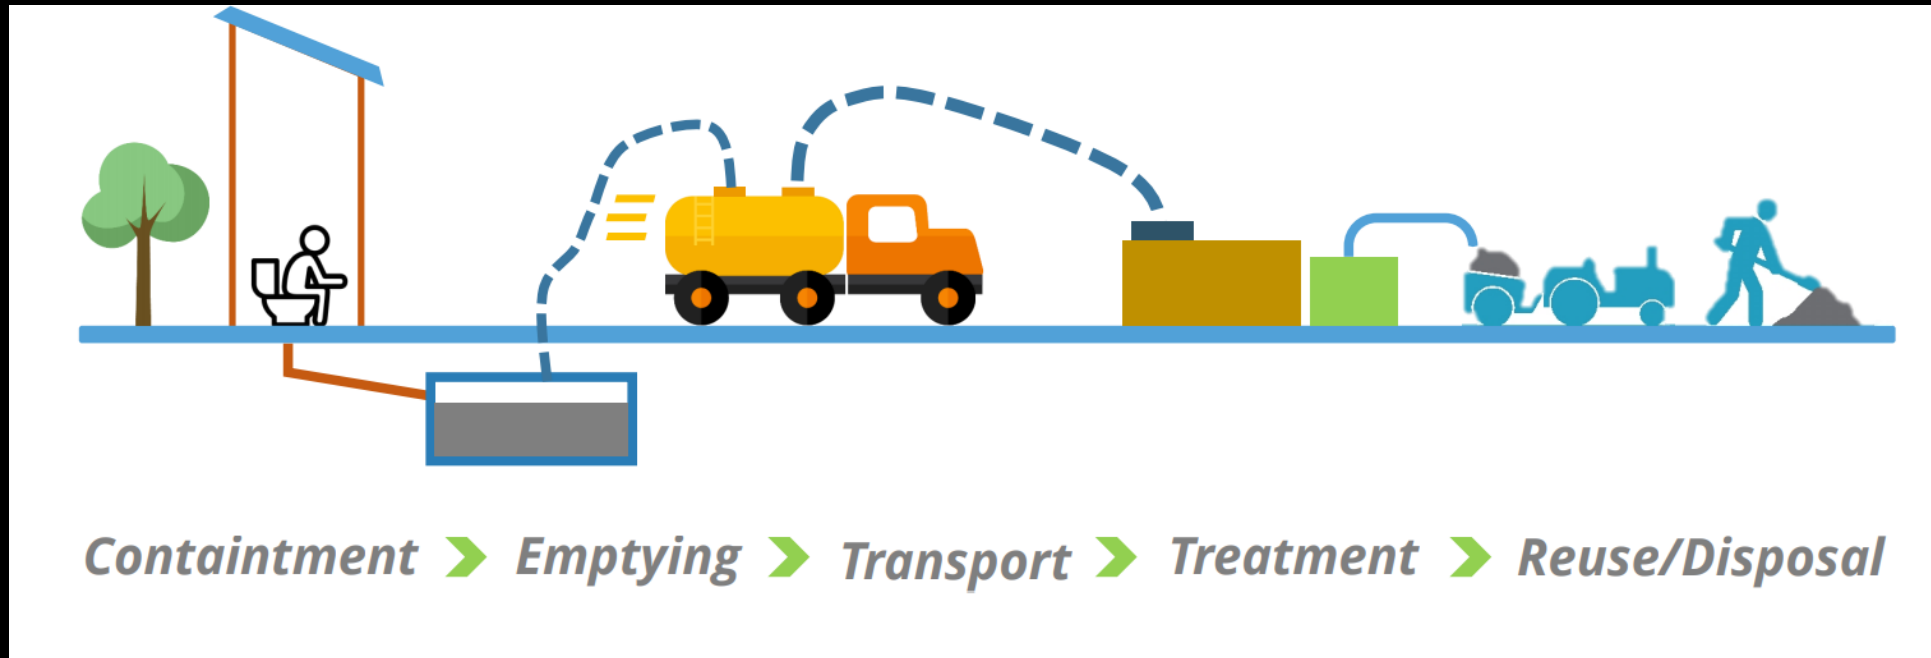 Containtment > Emptying > Transport > Treatment > Reuse/Disposal